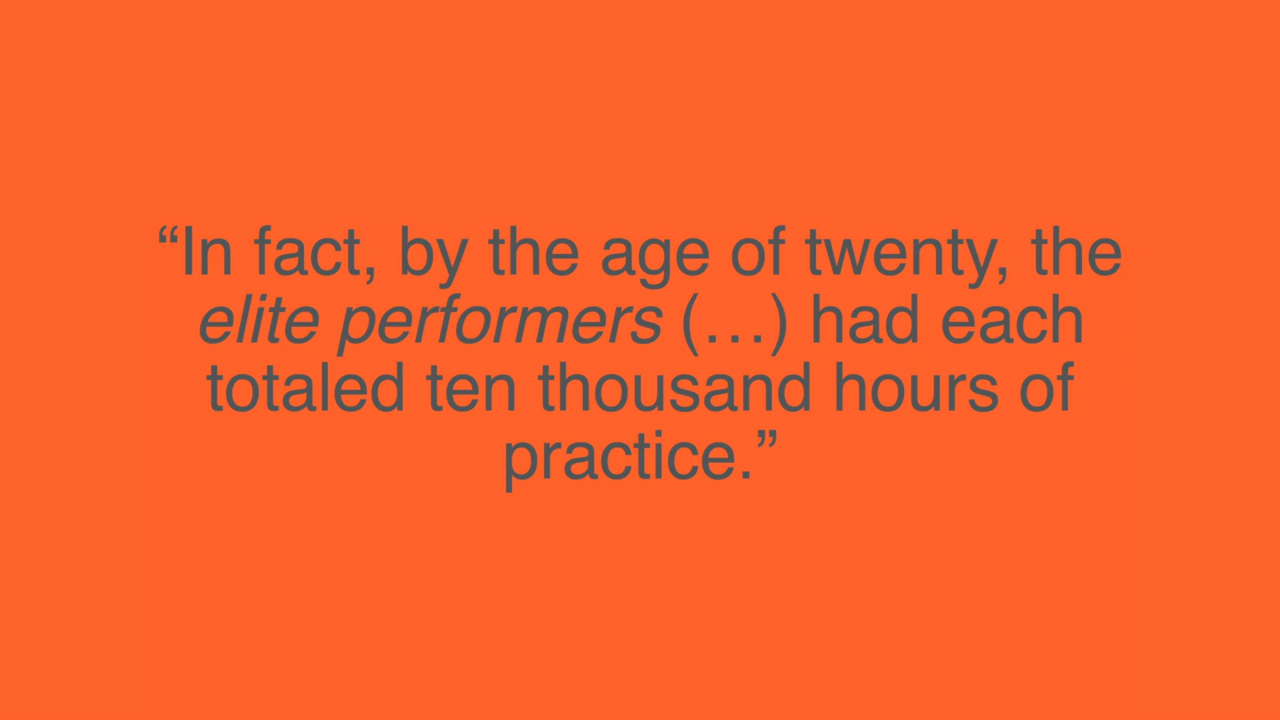 “In fact, by the age of twenty, the
elite performers (…) had each
totaled ten thousand hours of
practice.”